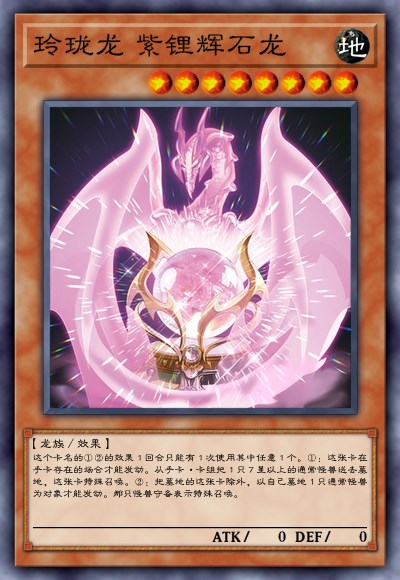 玲珑龙 紫锂辉石龙
地
【龙族/效果】
这个卡名的①②的效果1回合只能有1次使用其中任意1个。①：这张卡在
手卡存在的场合才能发动。从手卡·卡组把1只7星以上的通常怪兽送去墓
地，这张卡特殊召唤。②：把墓地的这张卡除外，以自己墓地1只通常怪兽
为对象才能发动。那只怪兽守备表示特殊召唤。
ATK/ 0 DEF/ 0